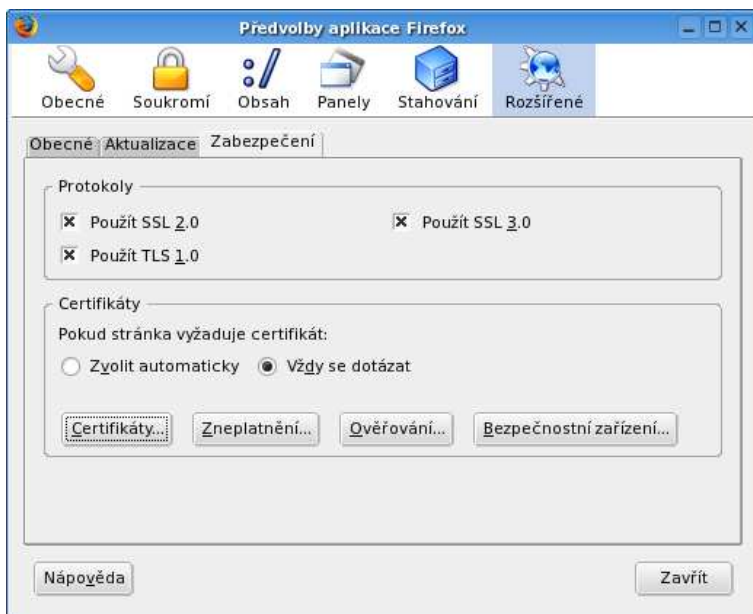 Předvolby aplikace Firefox
Obecné Soukromí Obsah Panely Stahování Rozšířené
Obecné Aktualizace Zabezpečení
Protokoly
Použít SSL 2.0 Použít SSL 3.0
Použít TLS 1.0
Certifikáty
Pokud stránka vyžaduje certifikát:
Zvolit automaticky Vždy se dotázat
Certifikáty... Zneplatnění... Ověřování... Bezpečnostní zařízení...
Nápověda Zavřít